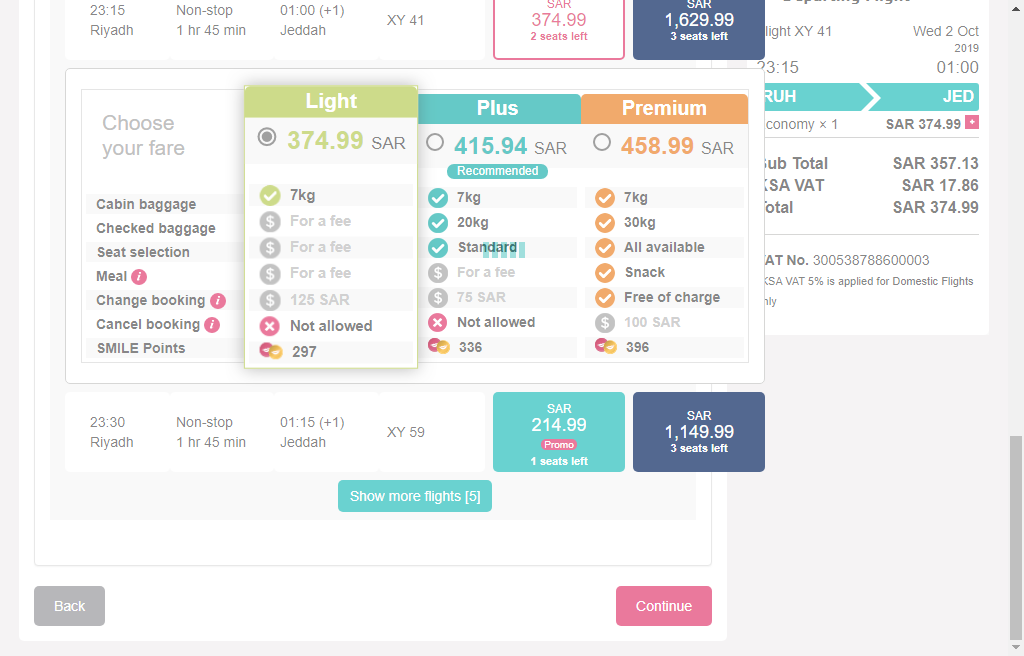 23:15
Riyadh
Non-stop
1 hr 45 min
01:00 (+1)
Jeddah
XY 41
SAR
374.99
2 seats left
SAR
1,629.99
3 seats left
Choose
your fare
Cabin baggage
Checked baggage
Seat selection
Meal i
Change booking i
Cancel booking i
SMILE Points
Light
374.99 SAR
7kg
$ For a fee
$ For a fee
$ For a fee
$ 125 SAR
Not allowed
297
Plus
415.94 SAR
Recommended
7kg
20kg
Standard
$ For a fee
$ 75 SAR
Not allowed
336
Premium
458.99 SAR
7kg
30kg
All available
Snack
Free of charge
$ 100 SAR
396
23:30
Riyadh
Non-stop
1 hr 45 min
01:15 (+1)
Jeddah
XY 59
SAR
214.99
Promo
1 seats left
SAR
1,149.99
3 seats left
Show more flights [5]
Back
Continue
XY 41
Wed 2 Oct
2019
23:15
01:00
RUH
JED
× 1
SAR 374.99 +
Total
SAR 357.13
VAT
SAR 17.86
SAR 374.99
No. 300538788600003
VAT 5% is applied for Domestic Flights